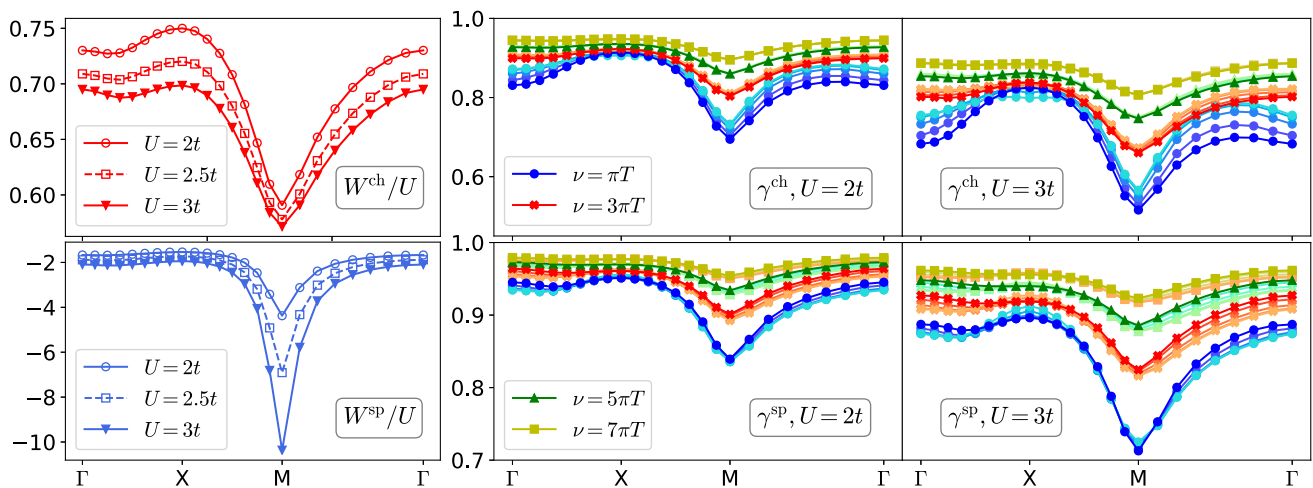 0.75
0.70
0.65
0.60
U = 2t
U = 2.5t
U = 3t
W^ch/U
1.0
0.8
0.6
ν = πT
ν = 3πT
γ^ch, U = 2t
γ^ch, U = 3t
−2
−4
−6
−8
−10
U = 2t
U = 2.5t
U = 3t
W^sp/U
Γ X M Γ
1.0
0.9
0.8
0.7
ν = 5πT
ν = 7πT
γ^sp, U = 2t
γ^sp, U = 3t
Γ X M Γ
Γ X M Γ